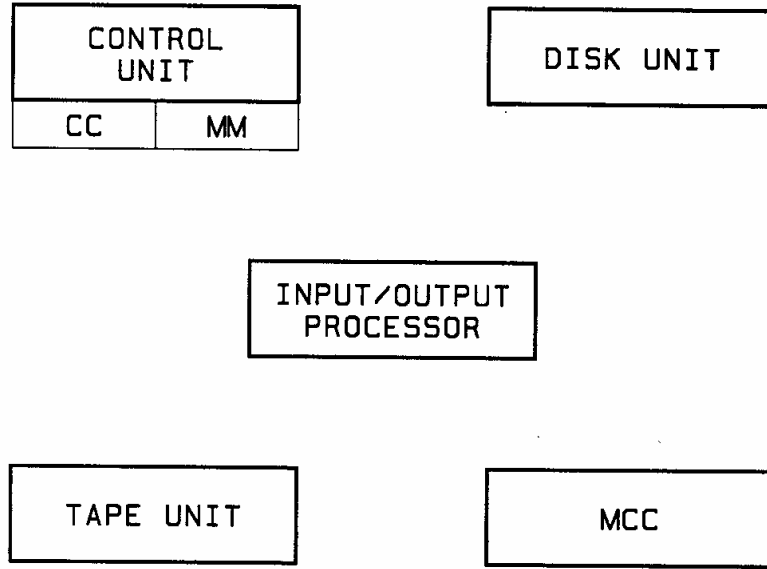 CONTROL
UNIT
CC MM
DISK UNIT
INPUT/OUTPUT
PROCESSOR
TAPE UNIT
MCC